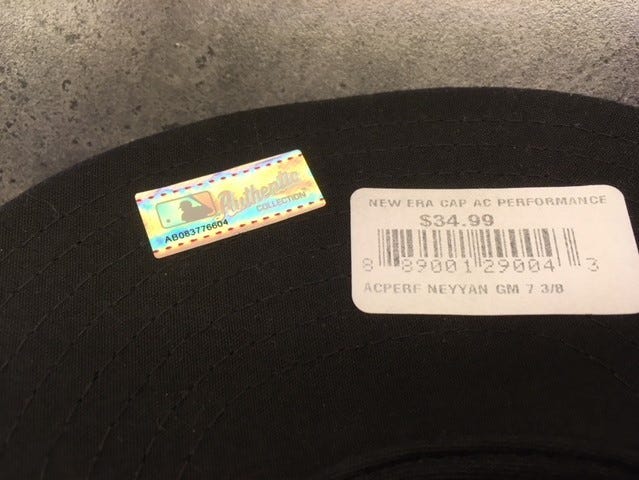 Authentic
COLLECTION
AB083776604
NEW ERA CAP AC PERFORMANCE
$34.99
8 89001 29004 3
ACPERF NEYYAN GM 7 3/8